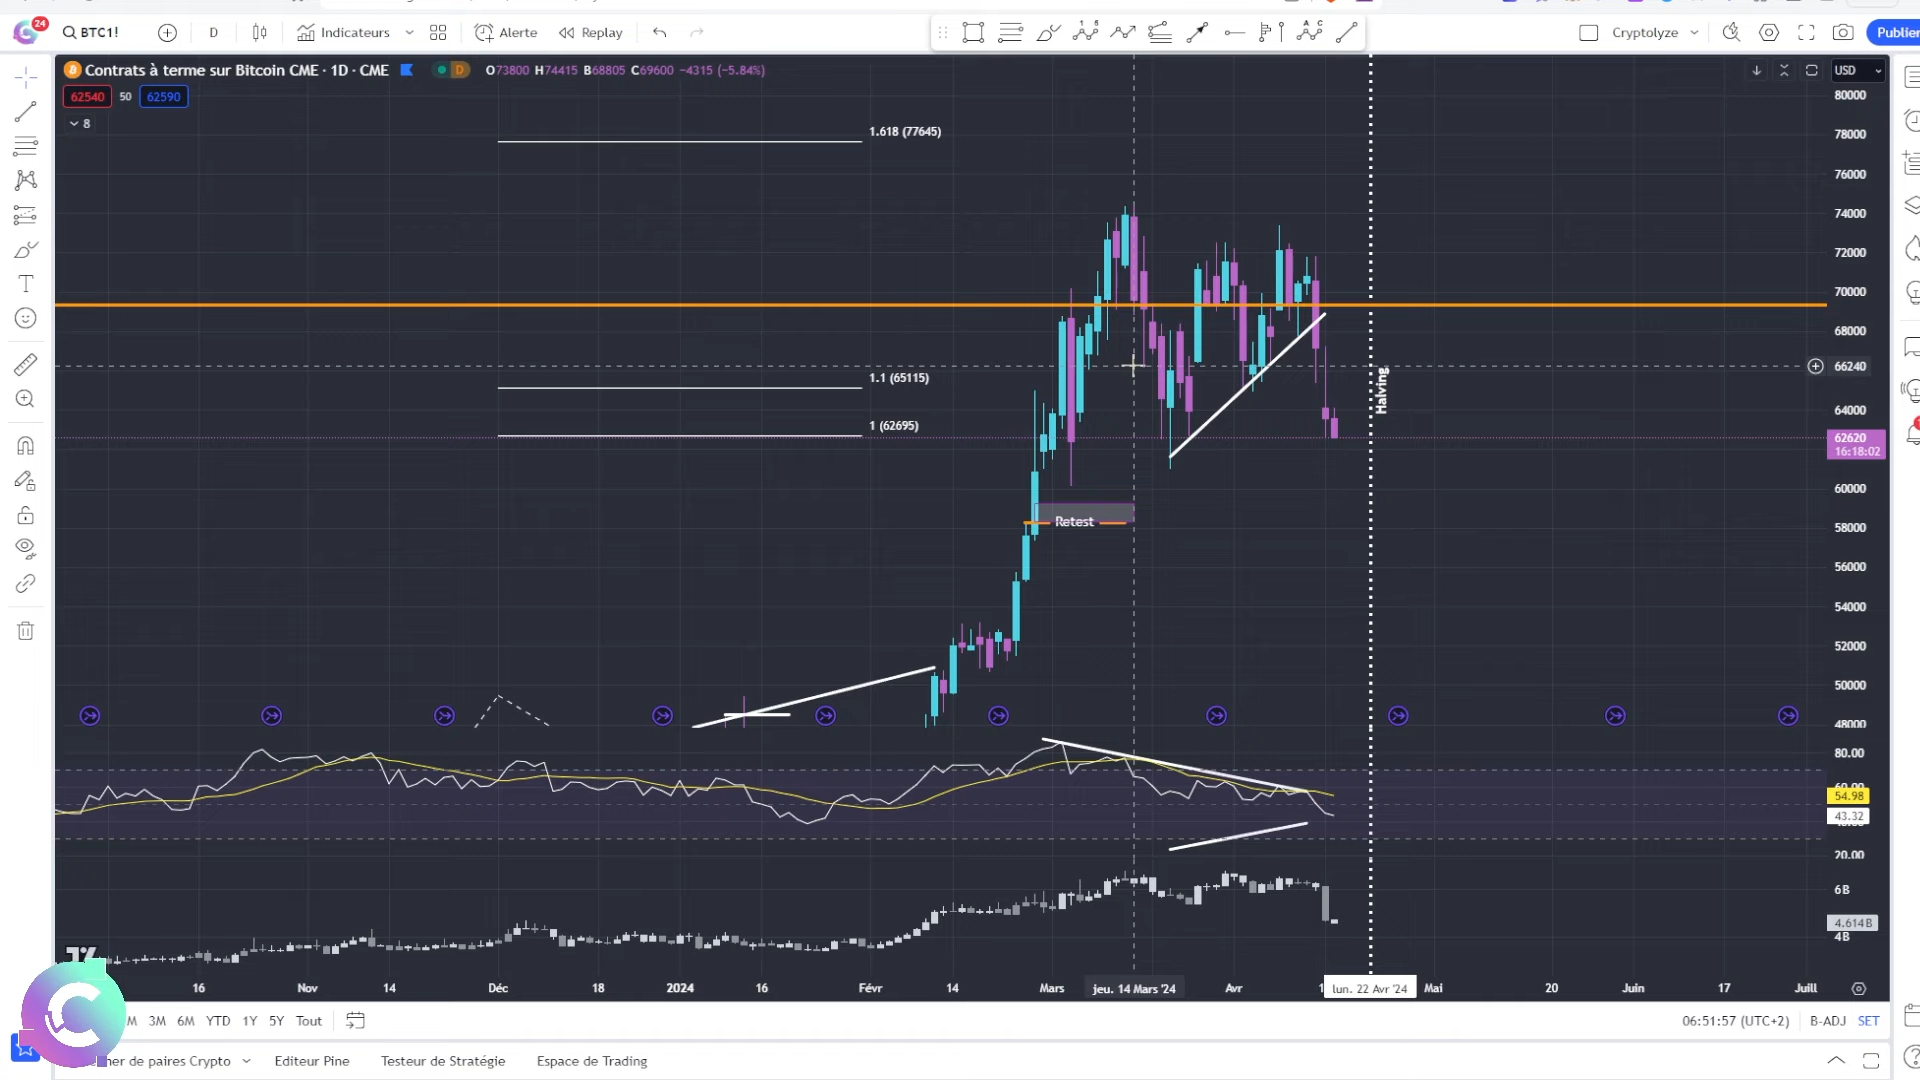 24
BTC1!
D
Indicateurs
Alerte
Replay
Cryptolyze
Publier
Contrats à terme sur Bitcoin CME · 1D · CME
D
O73800 H74415 B68805 C69600 −4315 (−5.84%)
USD
62540 50 62590
8
1.618 (77645)
1.1 (65115)
1 (62695)
Halving
Retest
80000
78000
76000
74000
72000
70000
68000
66240
64000
62620
16:18:02
60000
58000
56000
54000
52000
50000
48000
80.00
54.98
43.32
20.00
6B
4.614B
4B
16 Nov 14 Déc 18 2024 16 Févr 14 Mars jeu. 14 Mars '24 Avr lun. 22 Avr '24 Mai 20 Juin 17 Juill
M 3M 6M YTD 1Y 5Y Tout
06:51:57 (UTC+2) B-ADJ SET
de paires Crypto
Editeur Pine
Testeur de Stratégie
Espace de Trading